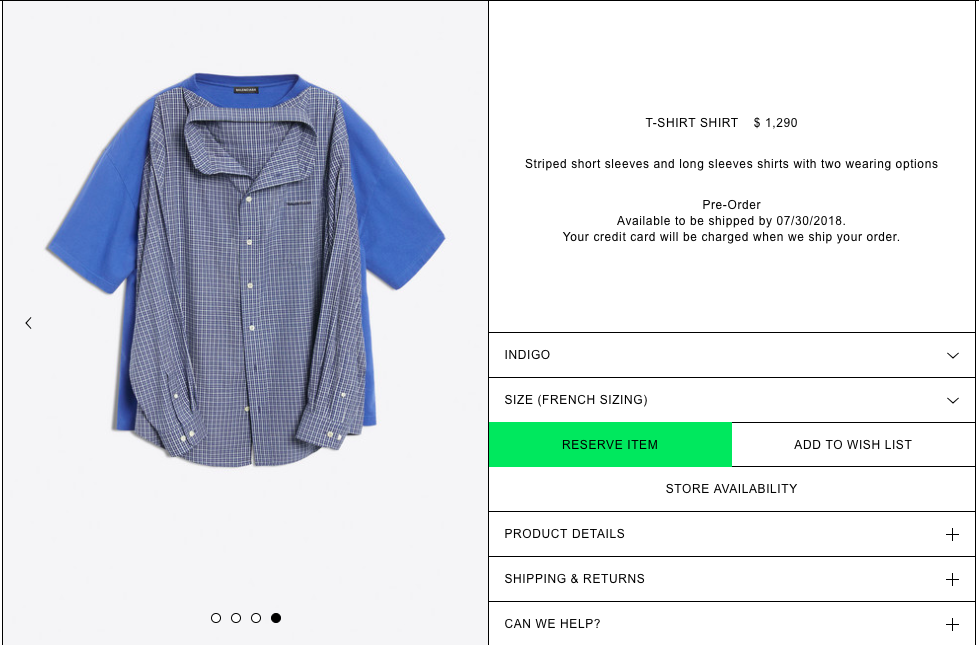 BALENCIAGA
T-SHIRT SHIRT $ 1,290
Striped short sleeves and long sleeves shirts with two wearing options
Pre-Order
Available to be shipped by 07/30/2018.
Your credit card will be charged when we ship your order.
INDIGO
SIZE (FRENCH SIZING)
RESERVE ITEM
ADD TO WISH LIST
STORE AVAILABILITY
PRODUCT DETAILS
SHIPPING & RETURNS
CAN WE HELP?